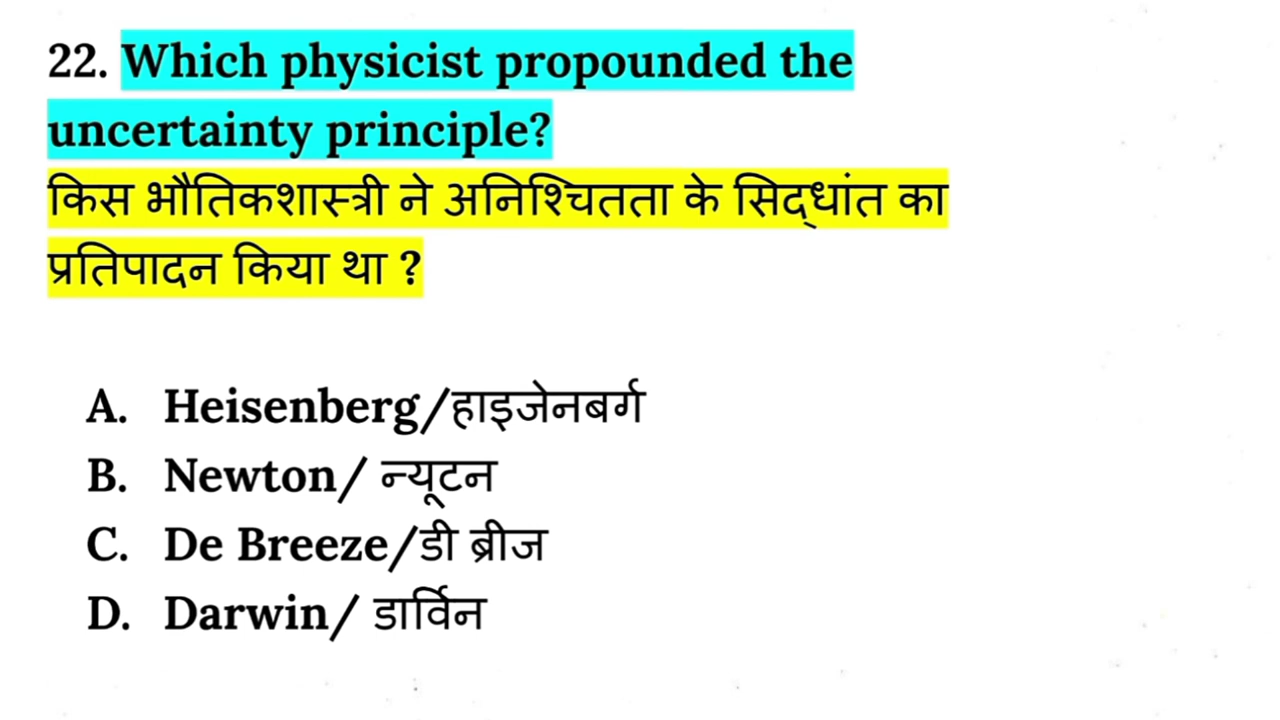 22. Which physicist propounded the
uncertainty principle?
किस भौतिकशास्त्री ने अनिश्चितता के सिद्धांत का
प्रतिपादन किया था ?
A. Heisenberg/हाइजेनबर्ग
B. Newton/ न्यूटन
C. De Breeze/डी ब्रीज
D. Darwin/ डार्विन